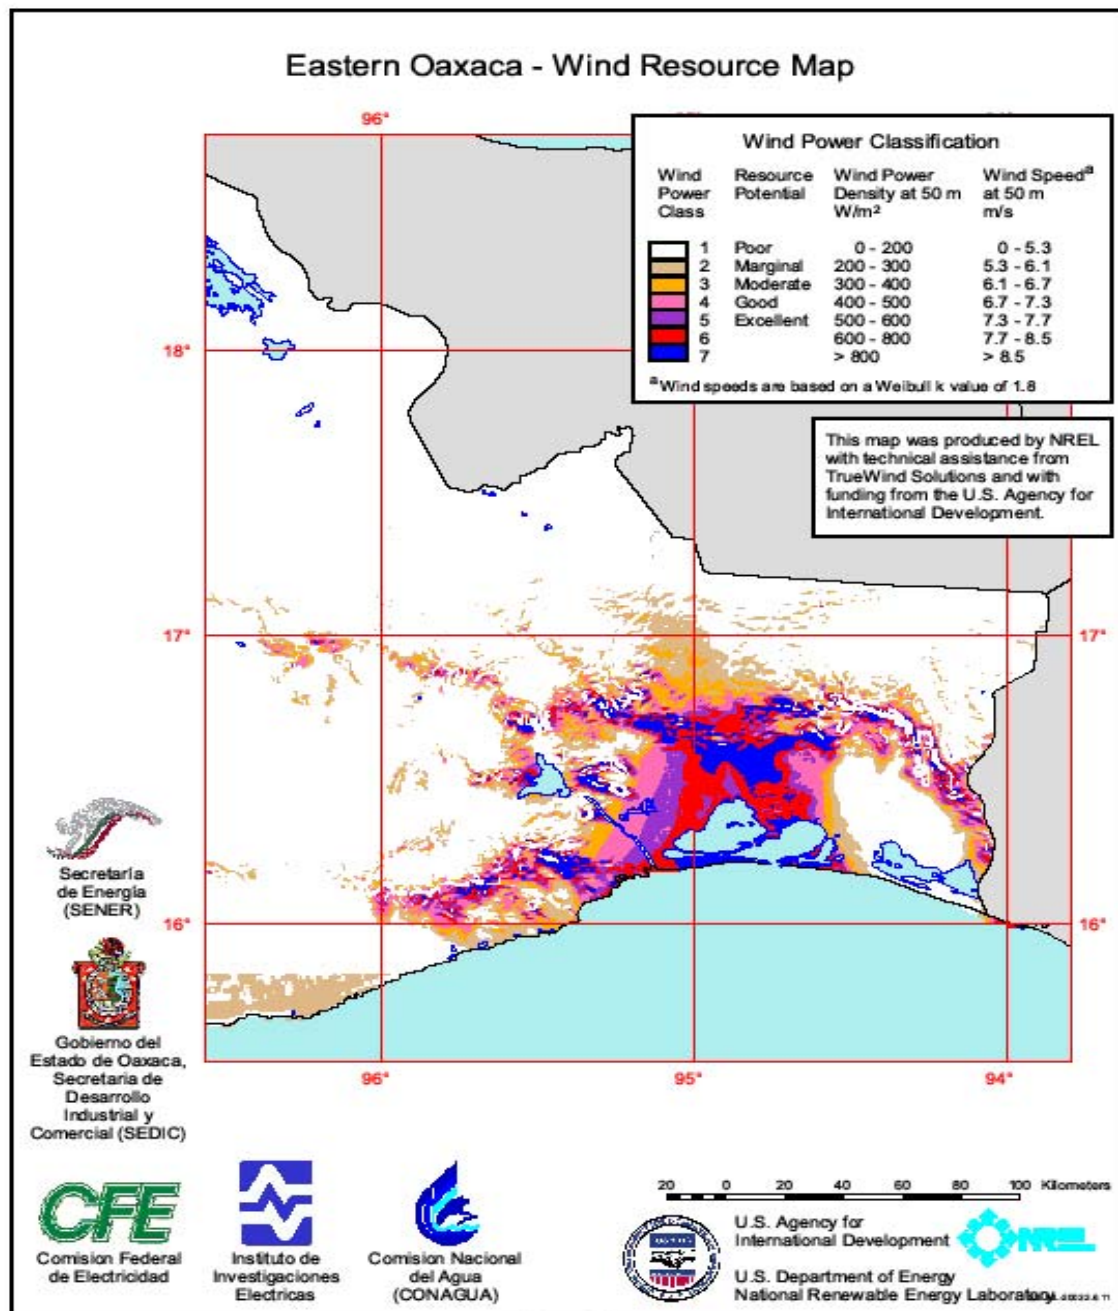 Eastern Oaxaca - Wind Resource Map
96°
Wind Power Classification
Wind Power Class
Resource Potential
Wind Power Density at 50 m W/m²
Wind Speedᵃ at 50 m m/s
1 Poor 0 - 200 0 - 5.3
2 Marginal 200 - 300 5.3 - 6.1
3 Moderate 300 - 400 6.1 - 6.7
4 Good 400 - 500 6.7 - 7.3
5 Excellent 500 - 600 7.3 - 7.7
6 600 - 800 7.7 - 8.5
7 > 800 > 8.5
ᵃ Wind speeds are based on a Weibull k value of 1.8
This map was produced by NREL
with technical assistance from
TrueWind Solutions and with
funding from the U.S. Agency for
International Development.
18°
17° 17°
16° 16°
96° 95° 94°
Secretaría
de Energía
(SENER)
Gobierno del
Estado de Oaxaca,
Secretaria de
Desarrollo
Industrial y
Comercial (SEDIC)
CFE
Comision Federal
de Electricidad
Instituto de
Investigaciones
Electricas
Comision Nacional
del Agua
(CONAGUA)
20 0 20 40 60 80 100 Kilometers
U.S. Agency for
International Development
NREL
U.S. Department of Energy
National Renewable Energy Laboratory